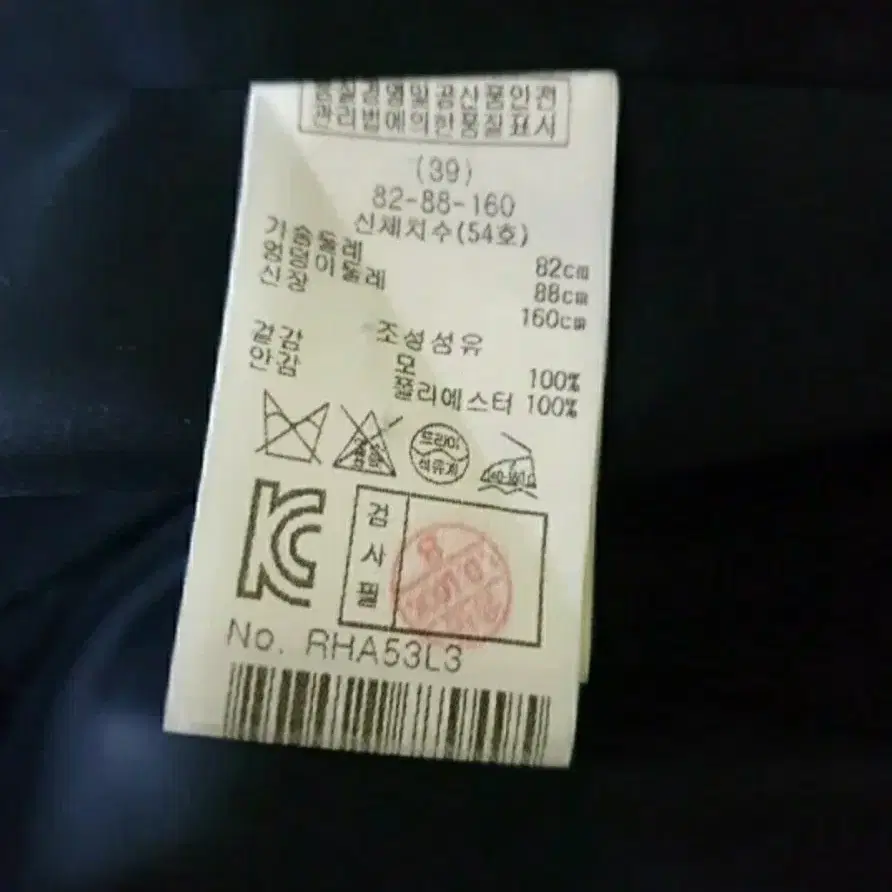 품질경영및공산품안전
관리법에의한품질표시
(39)
82-88-160
신체치수(54호)
가슴둘레 82cm
엉덩이둘레 88cm
신장 160cm
조성섬유
겉감 모 100%
안감 폴리에스터 100%
드라이
석유계
140-160
검사필
No. RHA53L3